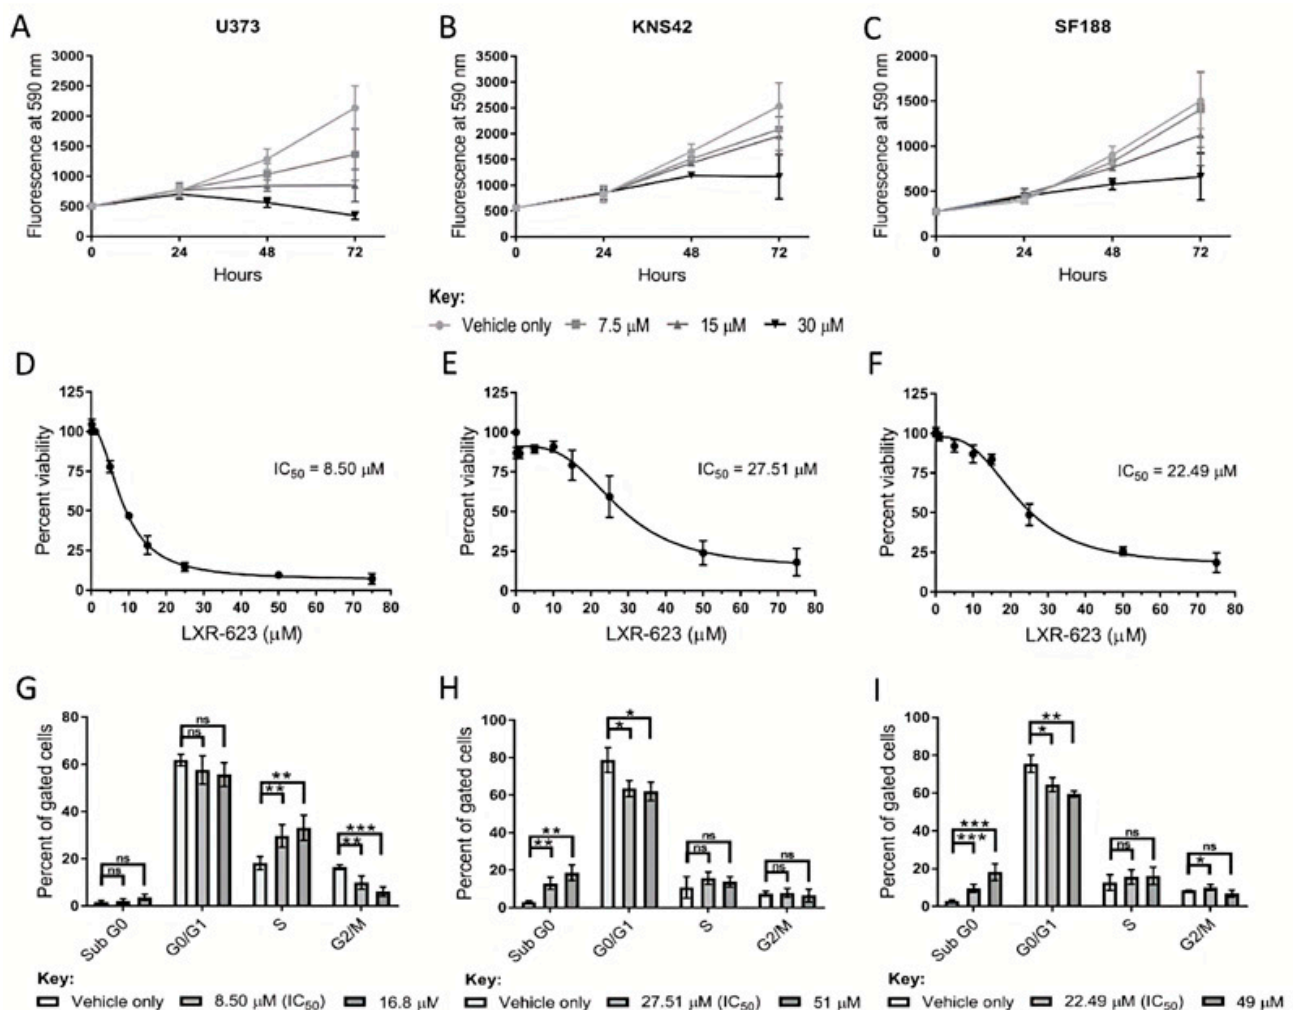 A U373 B KNS42 C SF188
Fluorescence at 590 nm
3000
2500
2000
1500
1000
500
0
0 24 48 72
Hours
Fluorescence at 590 nm
3500
3000
2500
2000
1500
1000
500
0
0 24 48 72
Hours
Fluorescence at 590 nm
2000
1500
1000
500
0
0 24 48 72
Hours
Key:
Vehicle only 7.5 μM 15 μM 30 μM
D
Percent viability
125
100
75
50
25
0
IC50 = 8.50 μM
0 10 20 30 40 50 60 70 80
LXR-623 (μM)
E
Percent viability
125
100
75
50
25
0
IC50 = 27.51 μM
0 10 20 30 40 50 60 70 80
LXR-623 (μM)
F
Percent viability
125
100
75
50
25
0
IC50 = 22.49 μM
0 10 20 30 40 50 60 70 80
LXR-623 (μM)
G
Percent of gated cells
80
60
40
20
0
ns
ns
ns
ns
**
**
***
**
Sub G0 G0/G1 S G2/M
Key:
Vehicle only 8.50 μM (IC50) 16.8 μM
H
Percent of gated cells
100
80
60
40
20
0
**
**
*
*
ns
ns
ns
ns
Sub G0 G0/G1 S G2/M
Key:
Vehicle only 27.51 μM (IC50) 51 μM
I
Percent of gated cells
100
80
60
40
20
0
***
***
**
*
ns
ns
ns
*
Sub G0 G0/G1 S G2/M
Key:
Vehicle only 22.49 μM (IC50) 49 μM